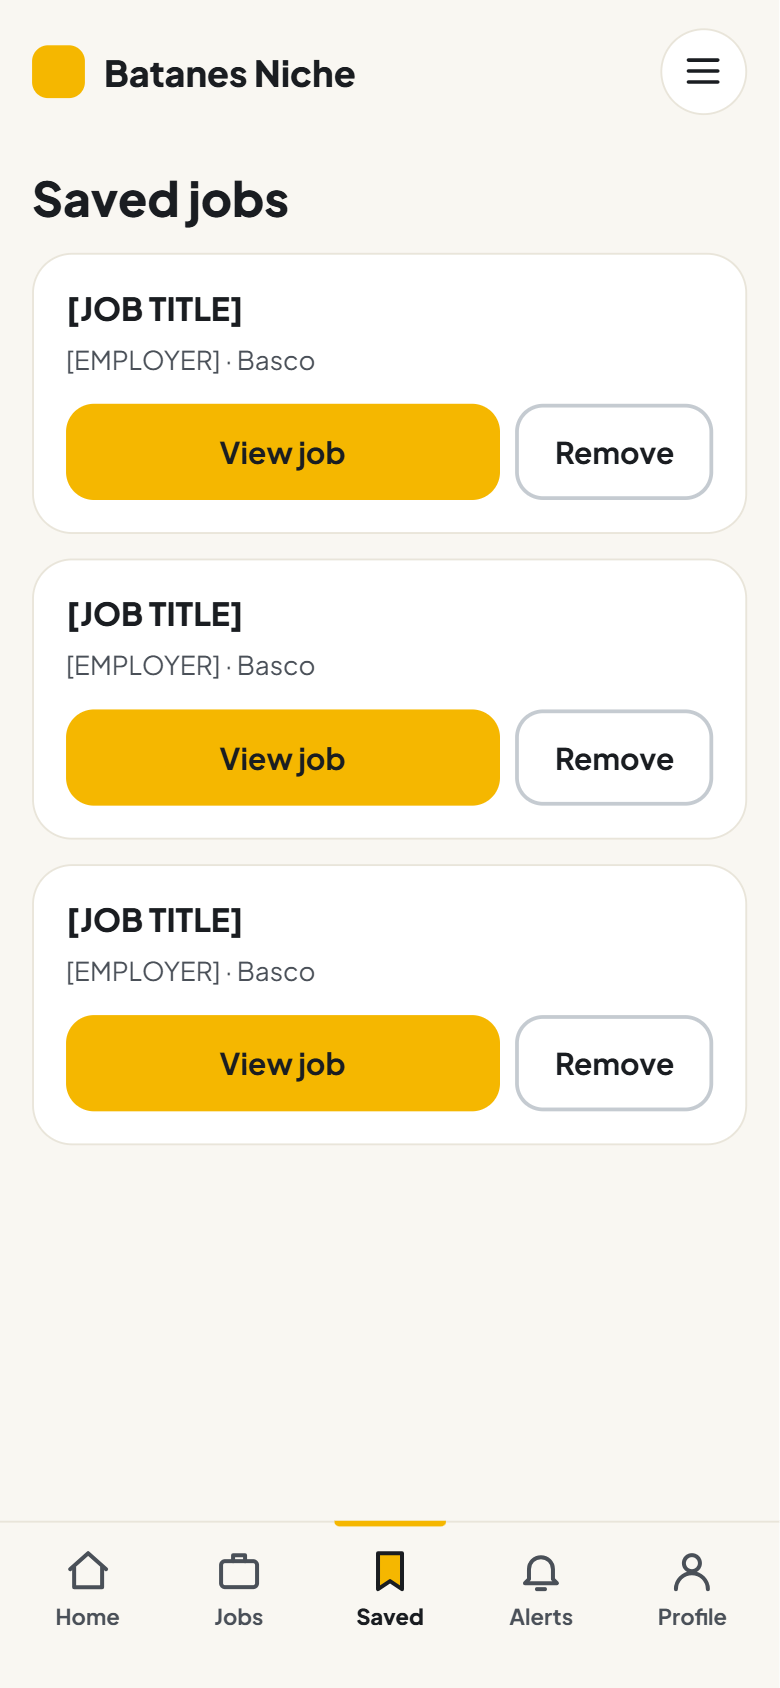 Batanes Niche
Saved jobs
[JOB TITLE]
[EMPLOYER] · Basco
View job
Remove
[JOB TITLE]
[EMPLOYER] · Basco
View job
Remove
[JOB TITLE]
[EMPLOYER] · Basco
View job
Remove
Home
Jobs
Saved
Alerts
Profile